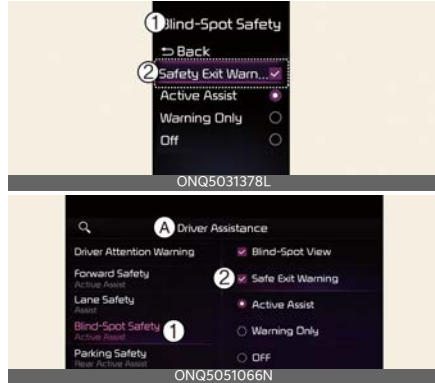 1 Blind-Spot Safety
Back
2 Safety Exit Warn...
Active Assist
Warning Only
Off
ONQ5031378L
A Driver Assistance
Driver Attention Warning
Forward Safety
Active Assist
Lane Safety
Assist
Blind-Spot Safety 1
Active Assist
Parking Safety
Rear Active Assist
Blind-Spot View
2 Safe Exit Warning
Active Assist
Warning Only
OFF
ONQ5051066N